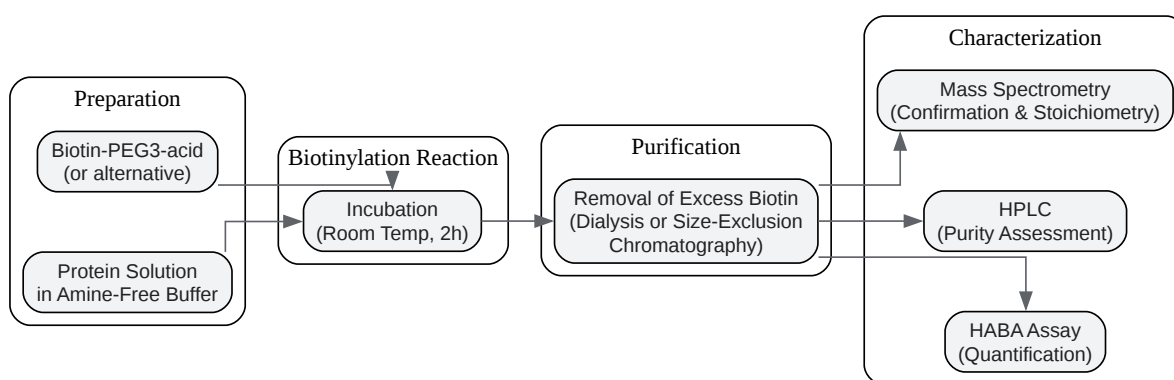 Preparation
Biotin-PEG3-acid
(or alternative)
Protein Solution
in Amine-Free Buffer
Biotinylation Reaction
Incubation
(Room Temp, 2h)
Purification
Removal of Excess Biotin
(Dialysis or Size-Exclusion
Chromatography)
Characterization
Mass Spectrometry
(Confirmation & Stoichiometry)
HPLC
(Purity Assessment)
HABA Assay
(Quantification)